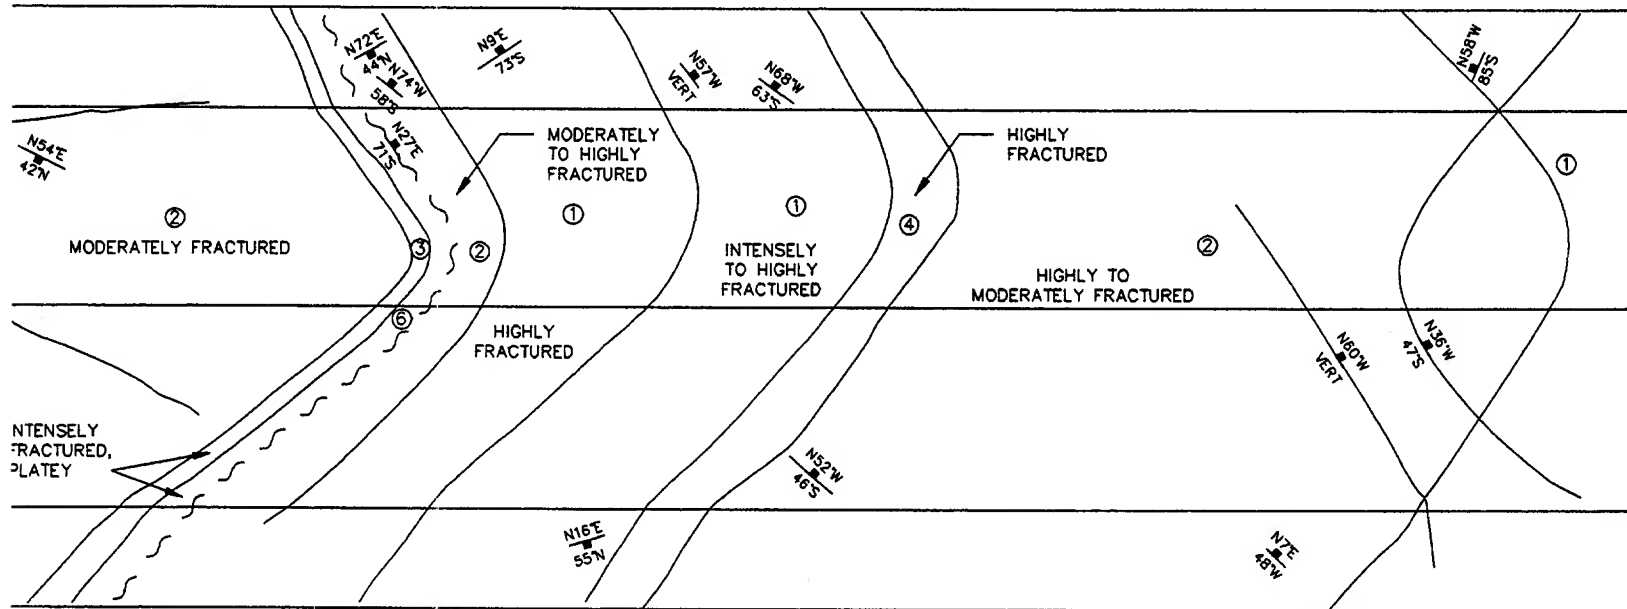 N72°E
44°N
N74°W
58°S
N27°E
71°S
N9°E
73°S
N57°W
VERT
N68°W
63°S
N58°W
85°S
N54°E
42°N
MODERATELY
TO HIGHLY
FRACTURED
HIGHLY
FRACTURED
1
2
MODERATELY FRACTURED
3
2
1
1
INTENSELY
TO HIGHLY
FRACTURED
4
2
HIGHLY TO
MODERATELY FRACTURED
6
HIGHLY
FRACTURED
N60°W
VERT
N36°W
47°S
NTENSELY
FRACTURED,
PLATEY
N52°W
46°S
N16°E
55°N
N7°E
48°W